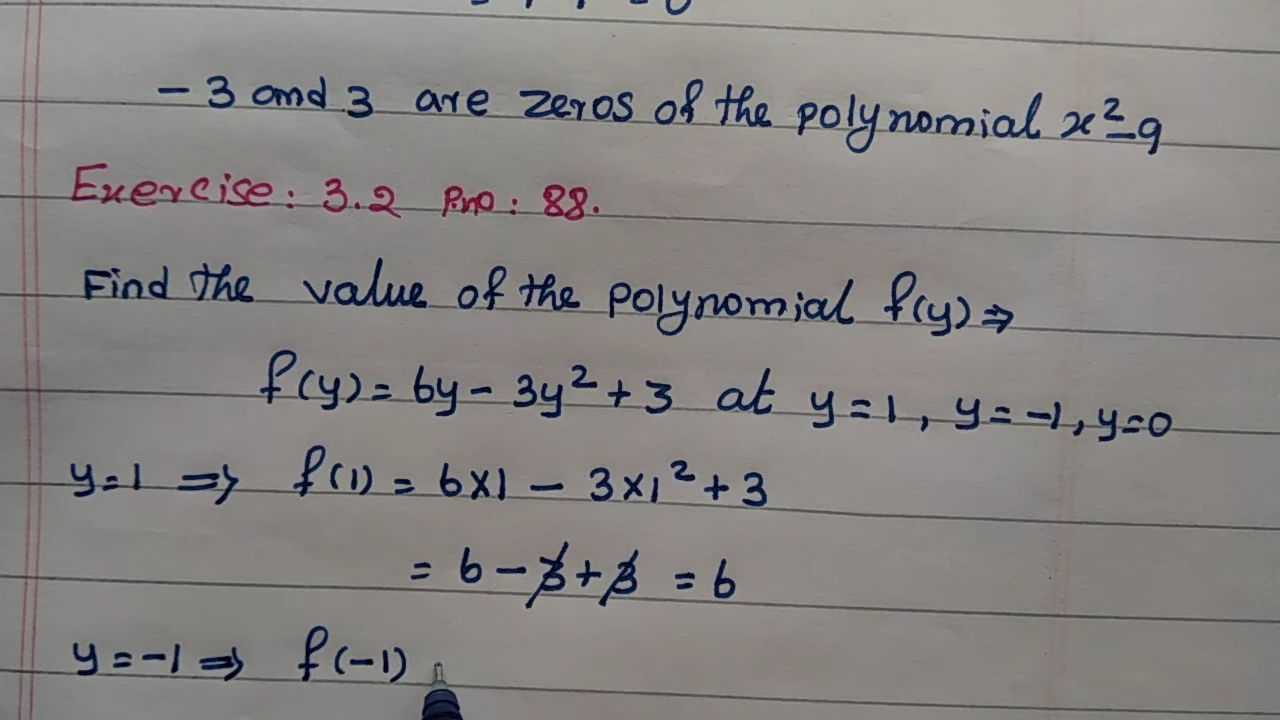 - 3 and 3 are zeros of the polynomial x²-9
Exercise: 3.2 P.no: 88.
Find the value of the polynomial f(y) ⇒
f(y) = 6y - 3y² + 3 at y = 1, y = -1, y = 0
y = 1 ⇒ f(1) = 6×1 - 3×1² + 3
= 6 - 3 + 3 = 6
y = -1 ⇒ f(-1)